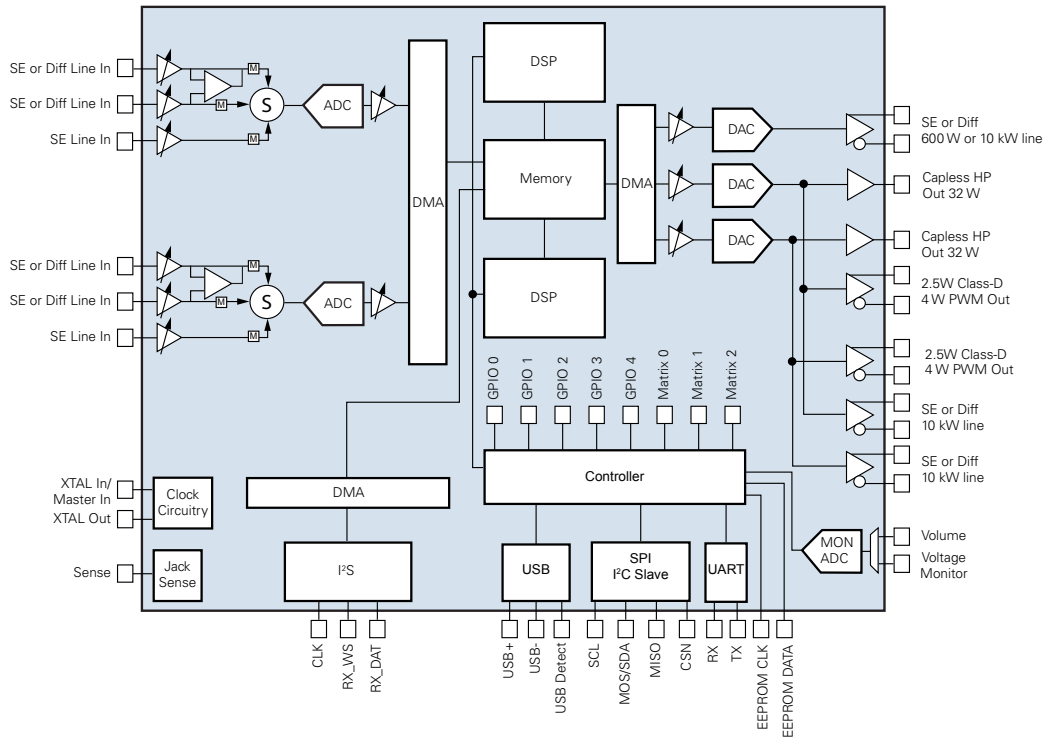 SE or Diff Line In
SE or Diff Line In
SE Line In
M
M
M
S
ADC
DMA
DSP
Memory
DSP
DMA
DAC
DAC
DAC
SE or Diff
600 W or 10 kW line
Capless HP
Out 32 W
Capless HP
Out 32 W
2.5W Class-D
4 W PWM Out
2.5W Class-D
4 W PWM Out
SE or Diff
10 kW line
SE or Diff
10 kW line
SE or Diff Line In
SE or Diff Line In
SE Line In
M
M
M
S
ADC
GPIO 0
GPIO 1
GPIO 2
GPIO 3
GPIO 4
Matrix 0
Matrix 1
Matrix 2
Controller
XTAL In/
Master In
XTAL Out
Clock
Circuitry
DMA
Sense
Jack
Sense
I²S
USB
SPI
I²C Slave
UART
MON
ADC
Volume
Voltage
Monitor
CLK
RX_WS
RX_DAT
USB+
USB-
USB Detect
SCL
MOS/SDA
MISO
CSN
RX
TX
EEPROM CLK
EEPROM DATA